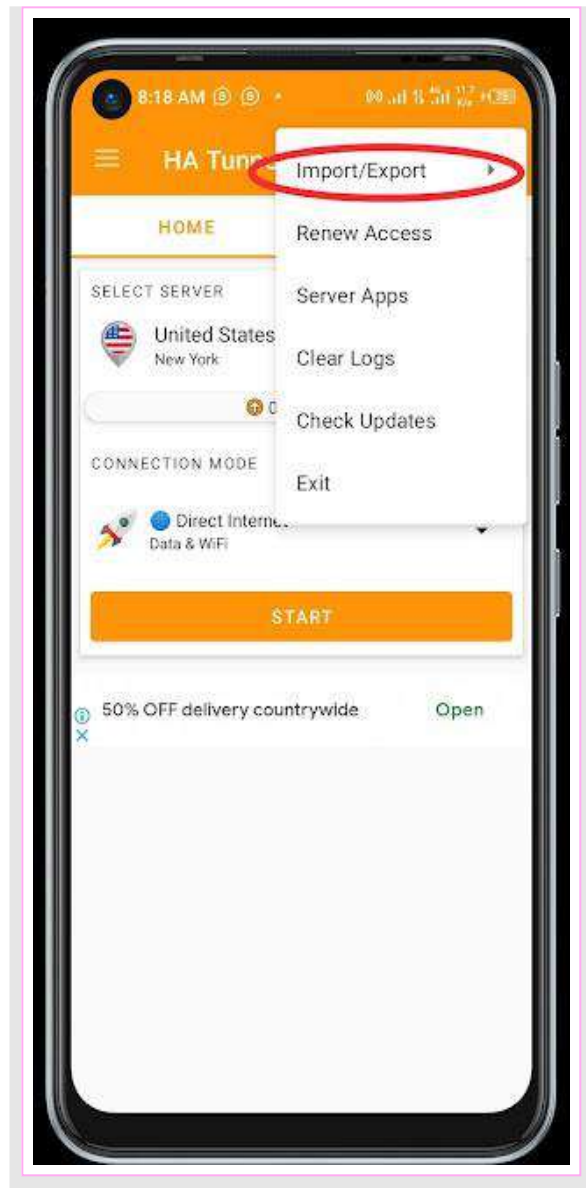 8:18 AM
HA Tunn
Import/Export
HOME
Renew Access
SELECT SERVER
Server Apps
United States
New York
Clear Logs
Check Updates
CONNECTION MODE
Exit
Direct Internet
Data & WiFi
START
50% OFF delivery countrywide
Open